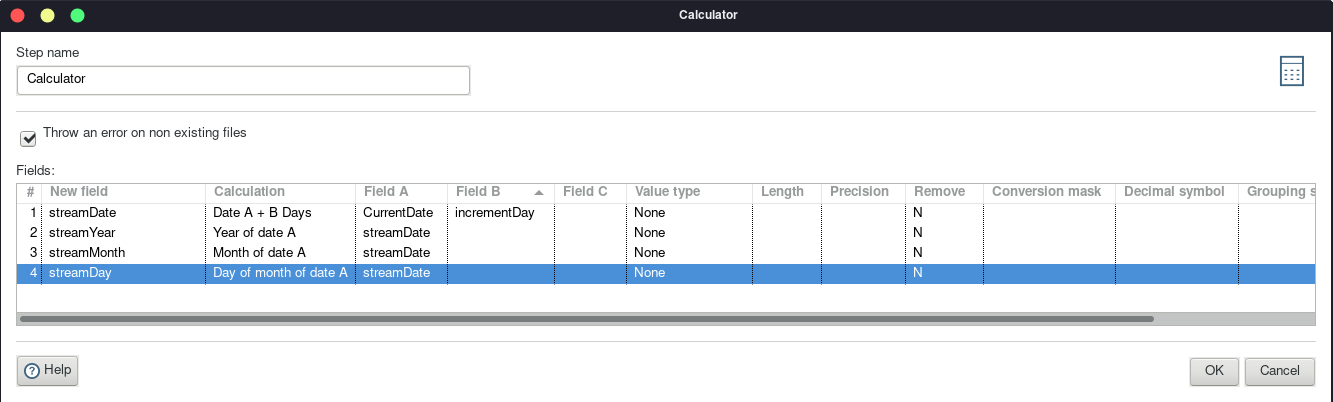 Calculator
Step name
Calculator
Throw an error on non existing files
Fields:
# New field Calculation Field A Field B Field C Value type Length Precision Remove Conversion mask Decimal symbol Grouping s
1 streamDate Date A + B Days CurrentDate incrementDay None N
2 streamYear Year of date A streamDate None N
3 streamMonth Month of date A streamDate None N
4 streamDay Day of month of date A streamDate None N
? Help OK Cancel